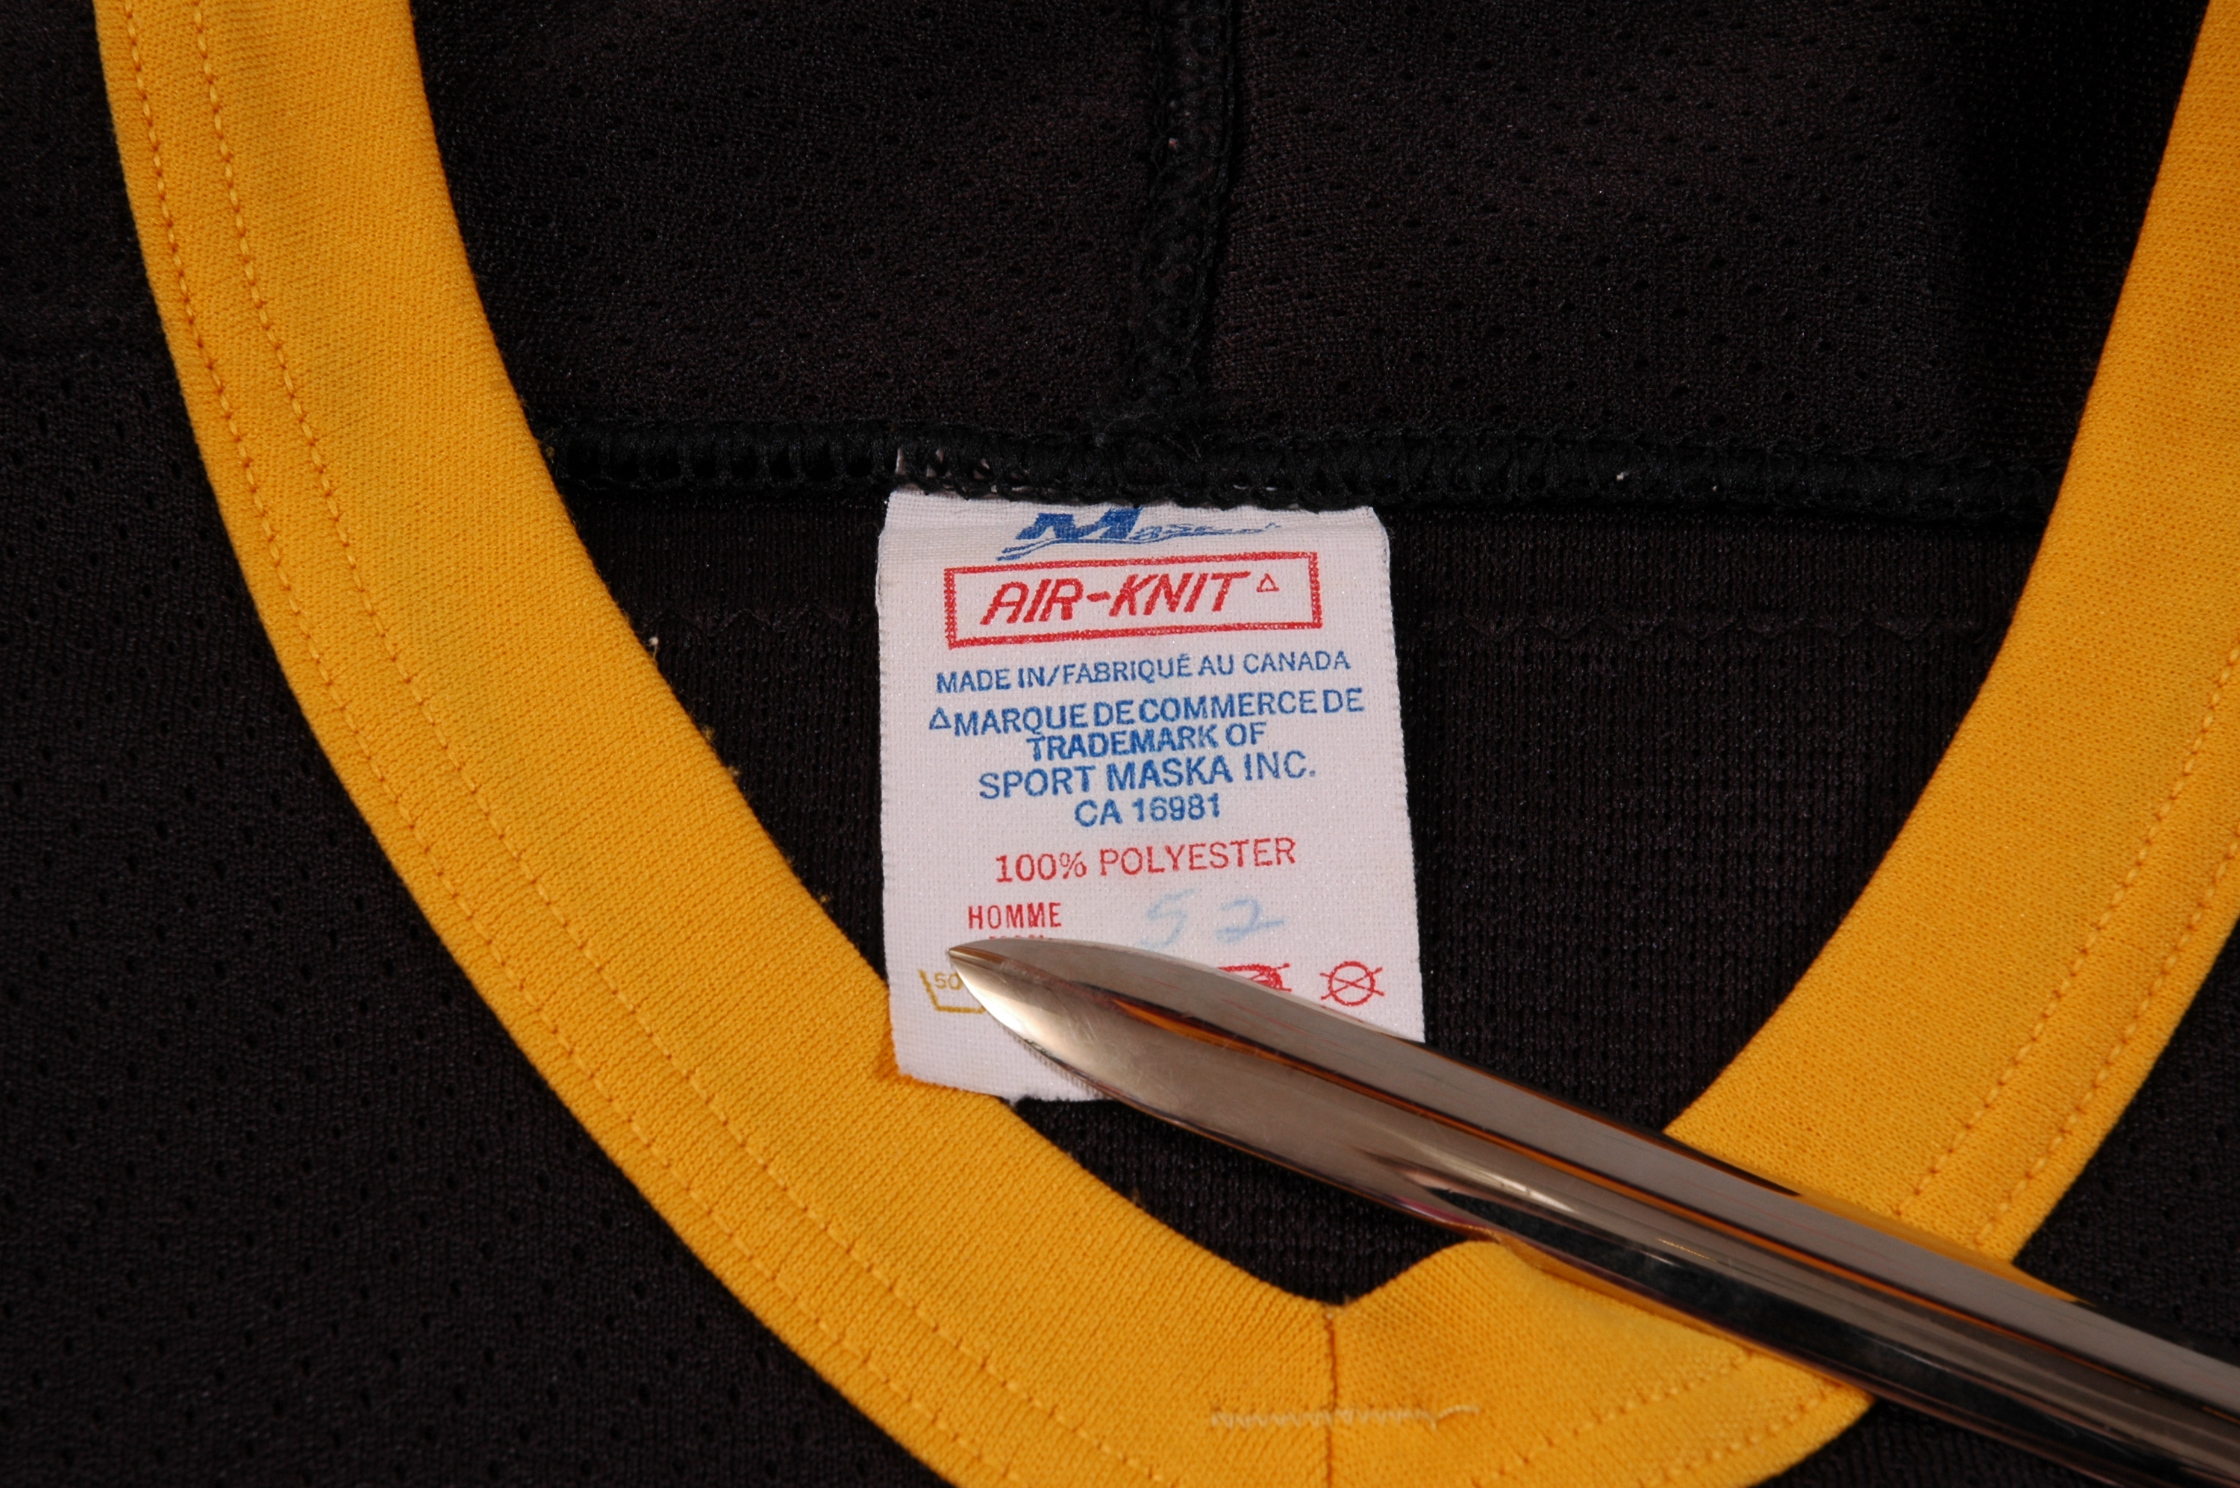 AIR-KNIT △
MADE IN/FABRIQUÉ AU CANADA
△MARQUE DE COMMERCE DE
TRADEMARK OF
SPORT MASKA INC.
CA 16981
100% POLYESTER
HOMME 52
50